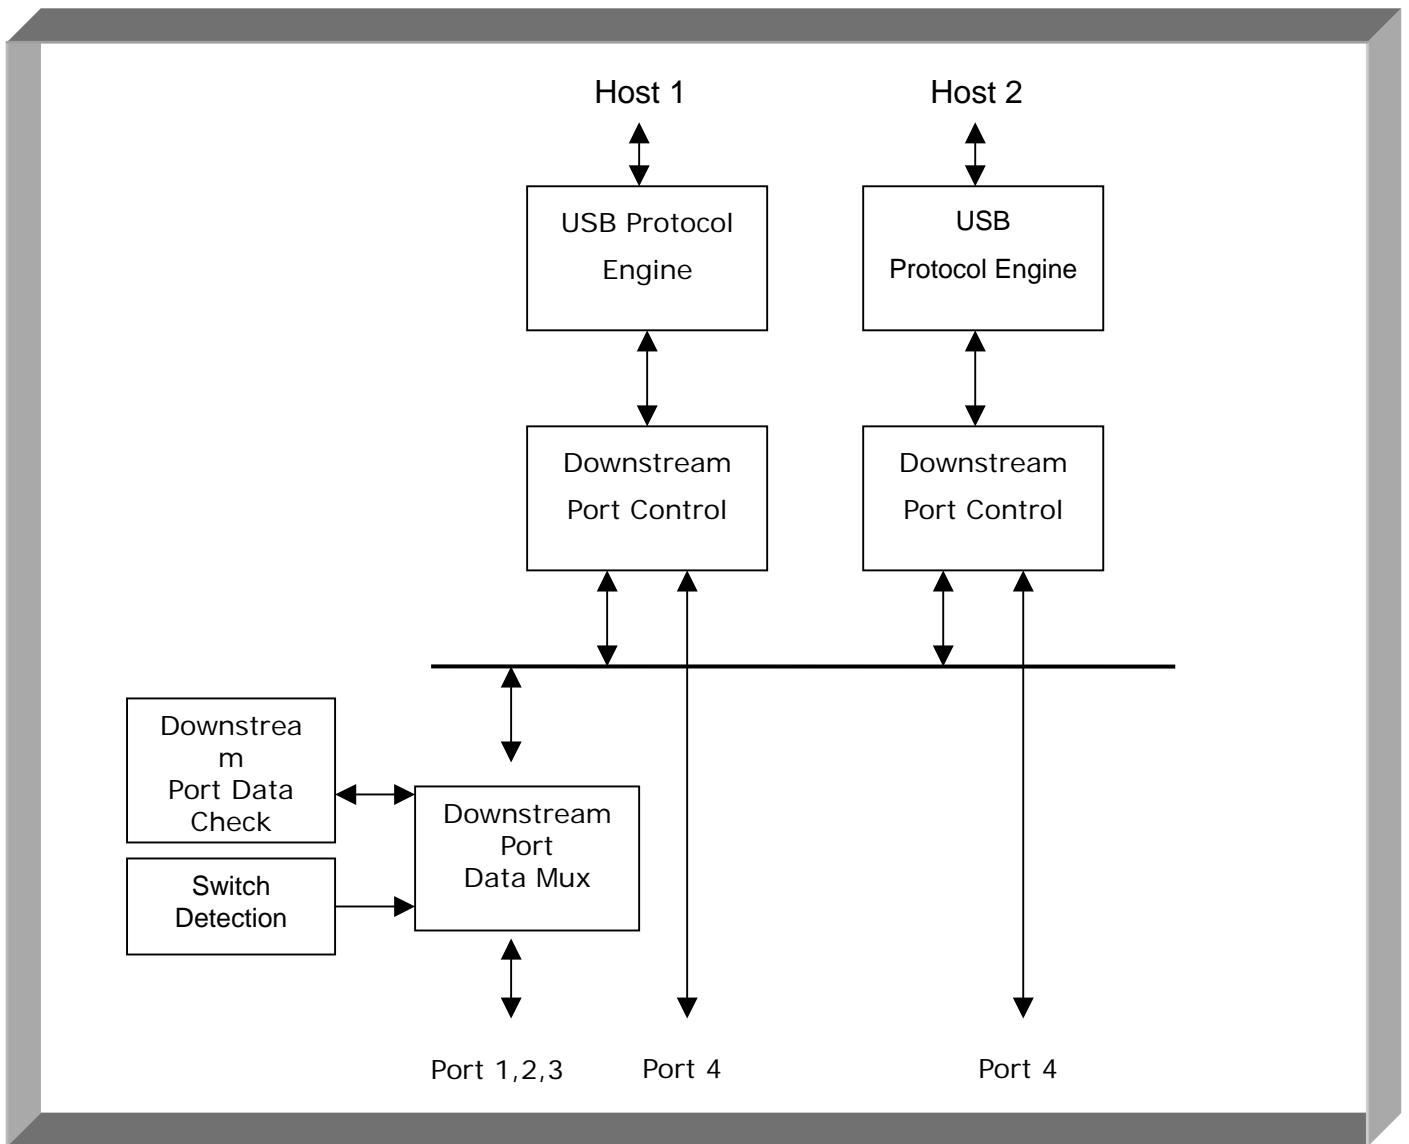 Host 1
Host 2
USB Protocol
Engine
USB
Protocol Engine
Downstream
Port Control
Downstream
Port Control
Downstrea
m
Port Data
Check
Downstream
Port
Data Mux
Switch
Detection
Port 1,2,3
Port 4
Port 4